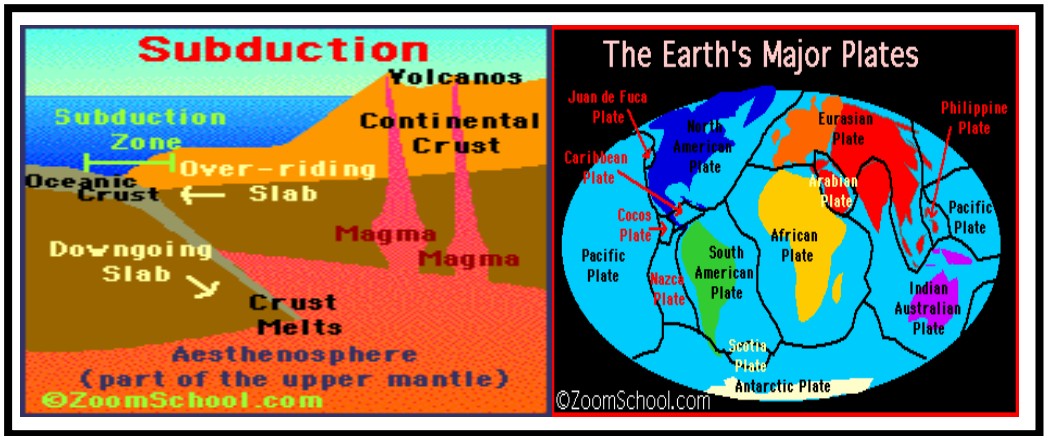 Subduction
Volcanos
Subduction
Zone
Continental
Crust
Over-riding
Slab
Oceanic
Crust
Downgoing
Slab
Magma
Magma
Crust
Melts
Aesthenosphere
(part of the upper mantle)
©ZoomSchool.com
The Earth's Major Plates
Juan de Fuca
Plate
North
American
Plate
Eurasian
Plate
Philippine
Plate
Caribbean
Plate
Arabian
Plate
Cocos
Plate
Pacific
Plate
African
Plate
Pacific
Plate
South
American
Plate
Nazca
Plate
Indian
Australian
Plate
Scotia
Plate
Antarctic Plate
©ZoomSchool.com